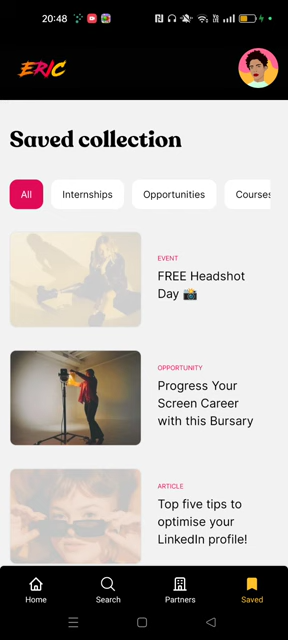 20:48
ERIC
Saved collection
All
Internships
Opportunities
Courses
EVENT
FREE Headshot
Day 📸
OPPORTUNITY
Progress Your
Screen Career
with this Bursary
ARTICLE
Top five tips to
optimise your
LinkedIn profile!
Home
Search
Partners
Saved